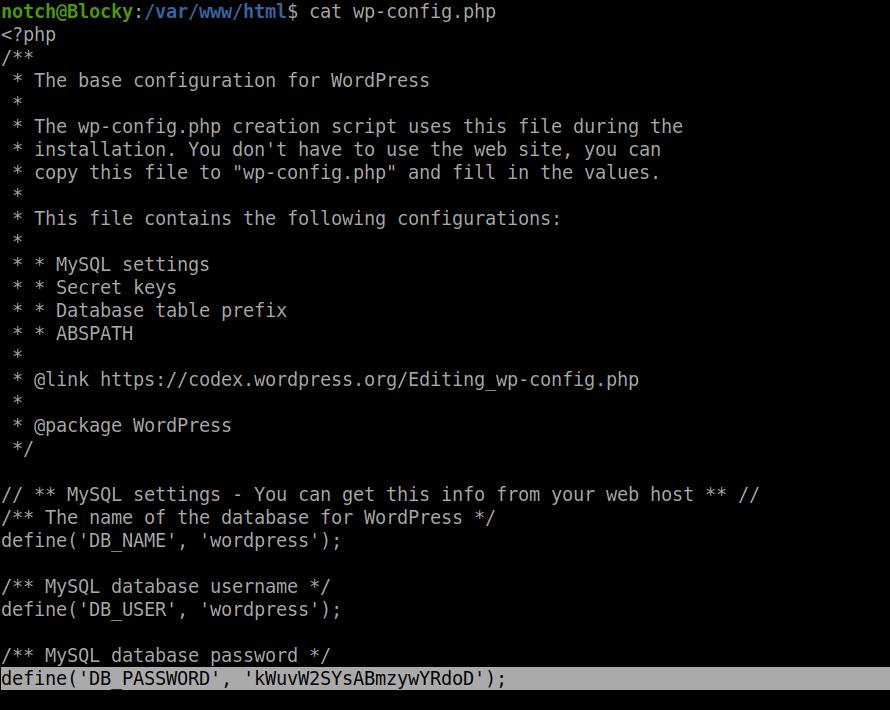 notch@Blocky:/var/www/html$ cat wp-config.php
<?php
/**
 * The base configuration for WordPress
 *
 * The wp-config.php creation script uses this file during the
 * installation. You don't have to use the web site, you can
 * copy this file to "wp-config.php" and fill in the values.
 *
 * This file contains the following configurations:
 *
 * * MySQL settings
 * * Secret keys
 * * Database table prefix
 * * ABSPATH
 *
 * @link https://codex.wordpress.org/Editing_wp-config.php
 *
 * @package WordPress
 */

// ** MySQL settings - You can get this info from your web host ** //
/** The name of the database for WordPress */
define('DB_NAME', 'wordpress');

/** MySQL database username */
define('DB_USER', 'wordpress');

/** MySQL database password */
define('DB_PASSWORD', 'kWuvW2SYsABmzywYRdoD');